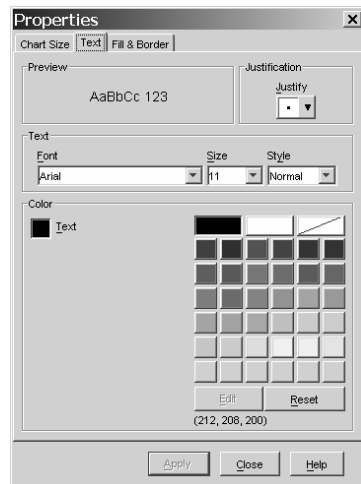 Properties
Chart Size Text Fill & Border
Preview
AaBbCc 123
Justification
Justify
Text
Font Size Style
Arial 11 Normal
Color
Text
Edit Reset
(212, 208, 200)
Apply Close Help